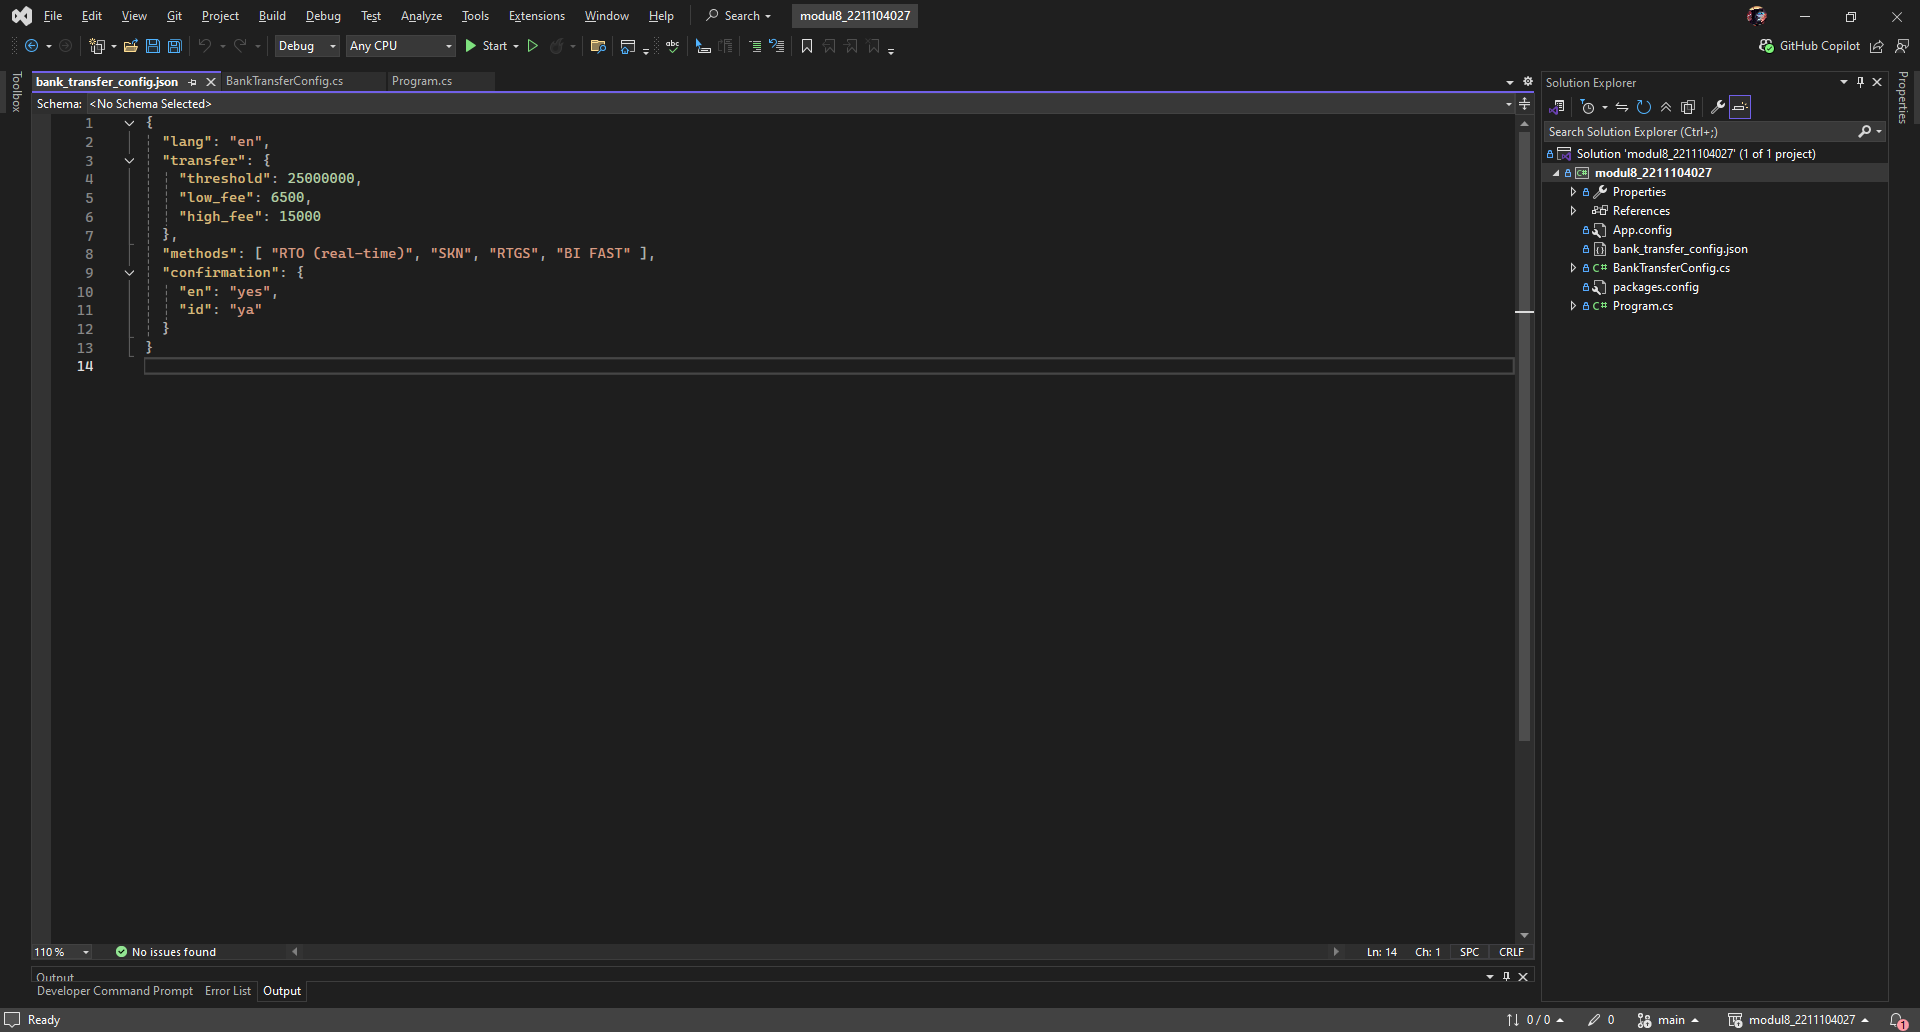 File Edit View Git Project Build Debug Test Analyze Tools Extensions Window Help Search modul8_2211104027
Debug Any CPU Start GitHub Copilot
Toolbox
bank_transfer_config.json BankTransferConfig.cs Program.cs
Schema: <No Schema Selected>
1 {
2 "lang": "en",
3 "transfer": {
4 "threshold": 25000000,
5 "low_fee": 6500,
6 "high_fee": 15000
7 },
8 "methods": [ "RTO (real-time)", "SKN", "RTGS", "BI FAST" ],
9 "confirmation": {
10 "en": "yes",
11 "id": "ya"
12 }
13 }
14
110 % No issues found Ln: 14 Ch: 1 SPC CRLF
Output
Developer Command Prompt Error List Output
Solution Explorer
Search Solution Explorer (Ctrl+;)
Solution 'modul8_2211104027' (1 of 1 project)
modul8_2211104027
Properties
References
App.config
bank_transfer_config.json
BankTransferConfig.cs
packages.config
Program.cs
Properties
Ready 0 / 0 0 main modul8_2211104027 1